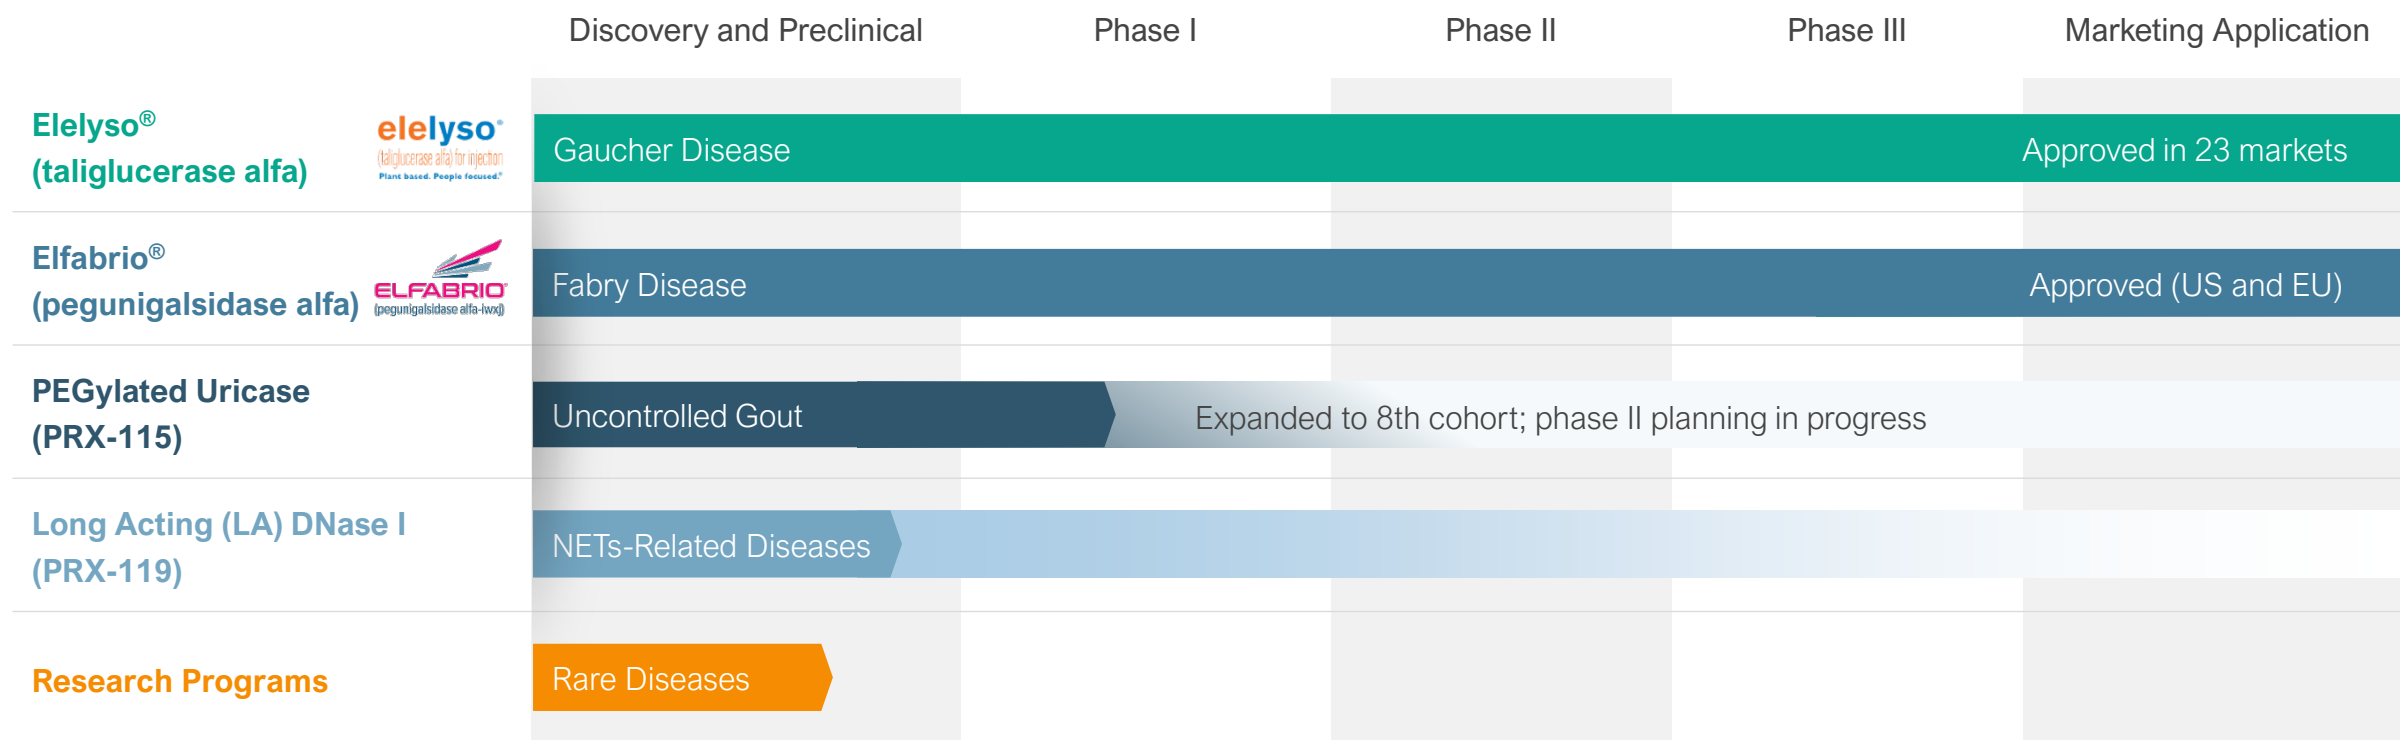 Discovery and Preclinical Phase I Phase II Phase III Marketing Application
Elelyso®
(taliglucerase alfa)
elelyso®
(taliglucerase alfa) for injection
Plant based. People focused.®
Gaucher Disease
Approved in 23 markets
Elfabrio®
(pegunigalsidase alfa)
ELFABRIO®
(pegunigalsidase alfa-iwxj)
Fabry Disease
Approved (US and EU)
PEGylated Uricase
(PRX-115)
Uncontrolled Gout
Expanded to 8th cohort; phase II planning in progress
Long Acting (LA) DNase I
(PRX-119)
NETs-Related Diseases
Research Programs
Rare Diseases